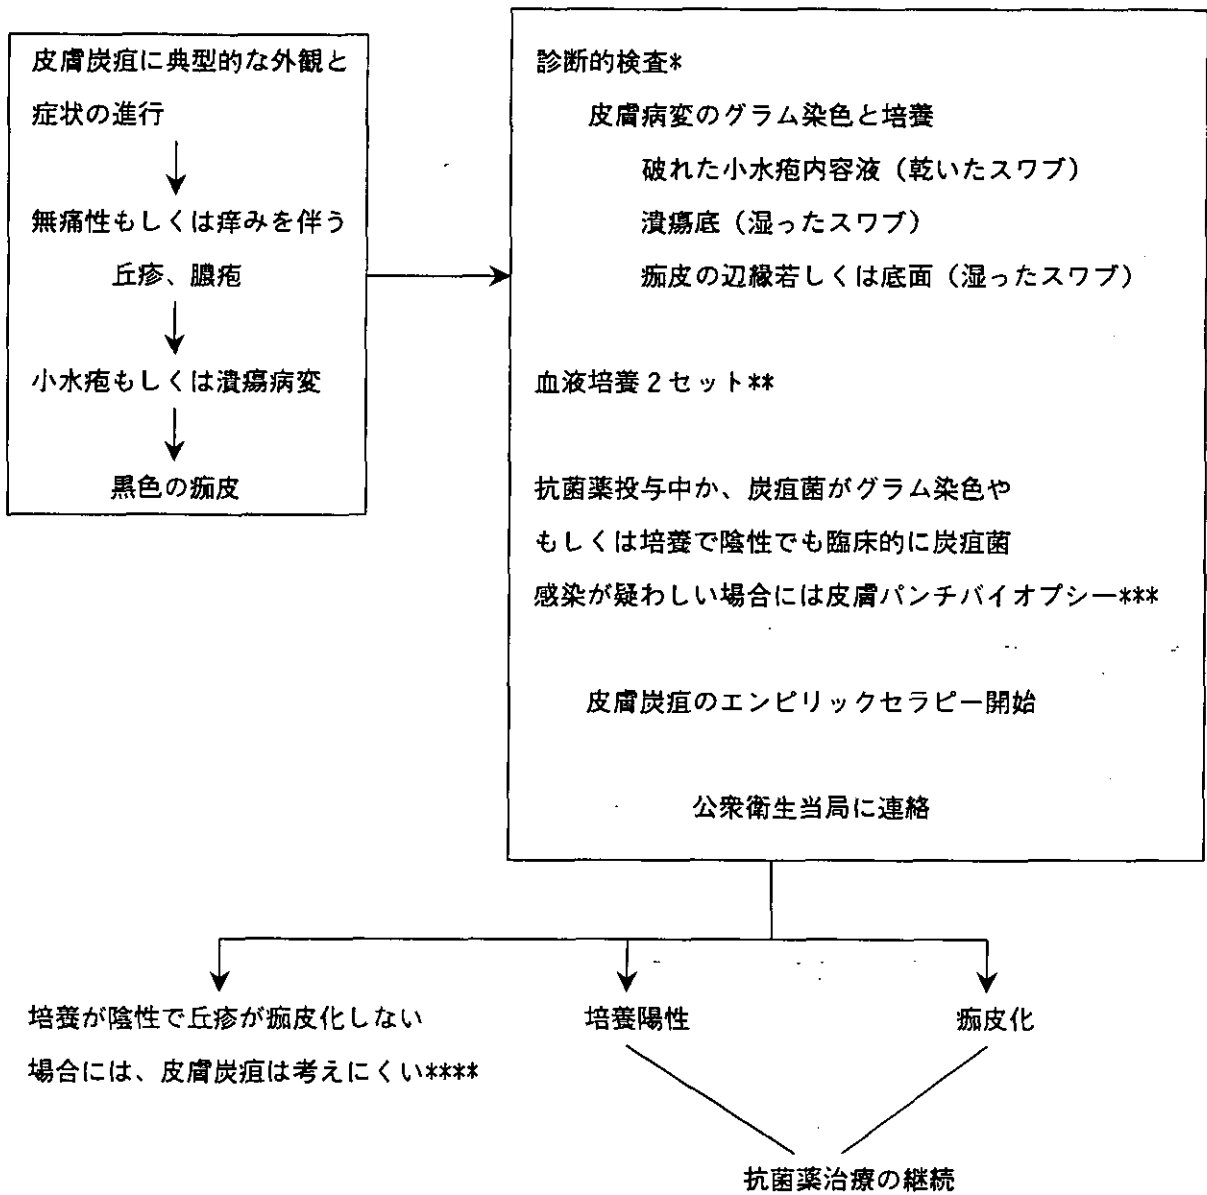 皮膚炭疽に典型的な外観と
症状の進行
無痛性もしくは痒みを伴う
丘疹、膿疱
小水疱もしくは潰瘍病変
黒色の痂皮
診断的検査*
皮膚病変のグラム染色と培養
破れた小水疱内容液（乾いたスワブ）
潰瘍底（湿ったスワブ）
痂皮の辺縁若しくは底面（湿ったスワブ）
血液培養２セット**
抗菌薬投与中か、炭疽菌がグラム染色や
もしくは培養で陰性でも臨床的に炭疽菌
感染が疑わしい場合には皮膚パンチバイオプシー***
皮膚炭疽のエンピリックセラピー開始
公衆衛生当局に連絡
培養が陰性で丘疹が痂皮化しない
場合には、皮膚炭疽は考えにくい****
培養陽性
痂皮化
抗菌薬治療の継続